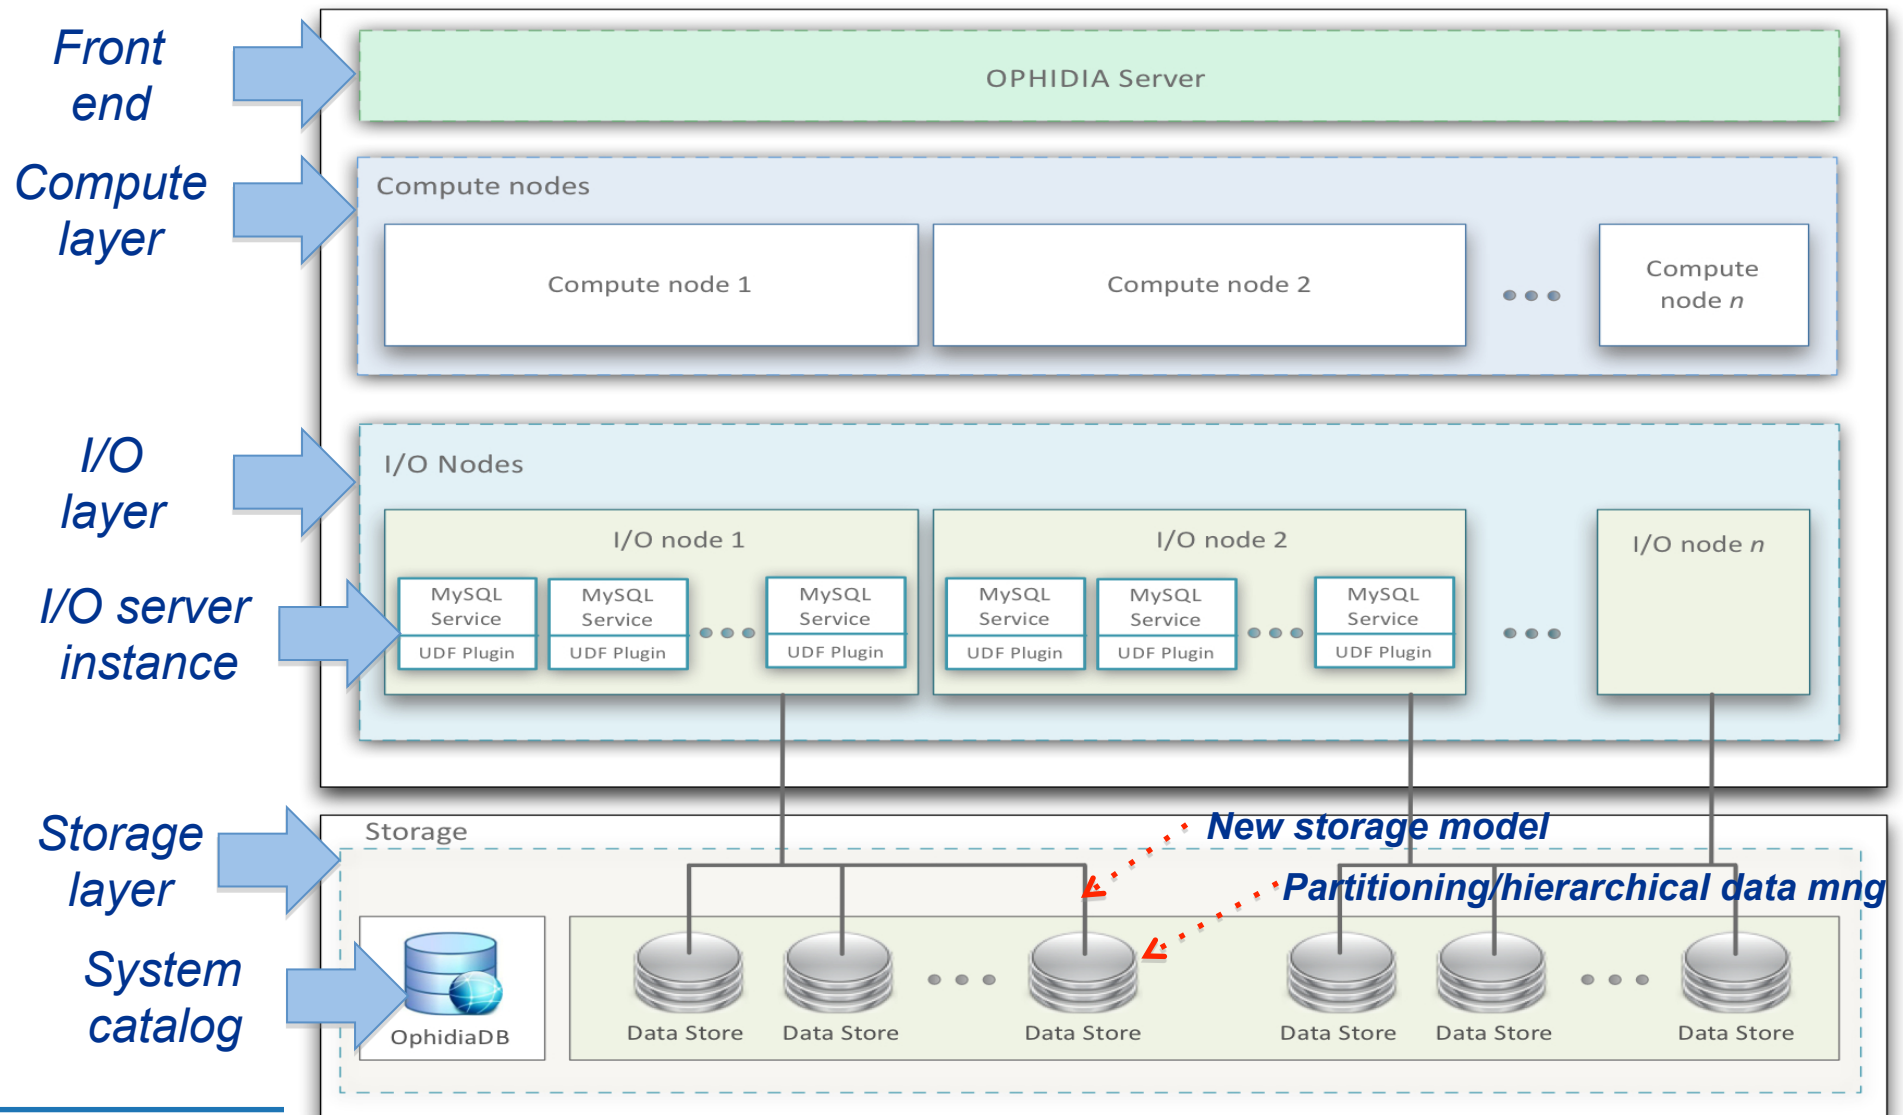 Front
end
OPHIDIA Server
Compute
layer
Compute nodes
Compute node 1
Compute node 2
Compute
node n
I/O
layer
I/O Nodes
I/O node 1
I/O node 2
I/O node n
I/O server
instance
MySQL
Service
UDF Plugin
MySQL
Service
UDF Plugin
MySQL
Service
UDF Plugin
MySQL
Service
UDF Plugin
MySQL
Service
UDF Plugin
MySQL
Service
UDF Plugin
Storage
layer
Storage
New storage model
Partitioning/hierarchical data mng
System
catalog
OphidiaDB
Data Store
Data Store
Data Store
Data Store
Data Store
Data Store